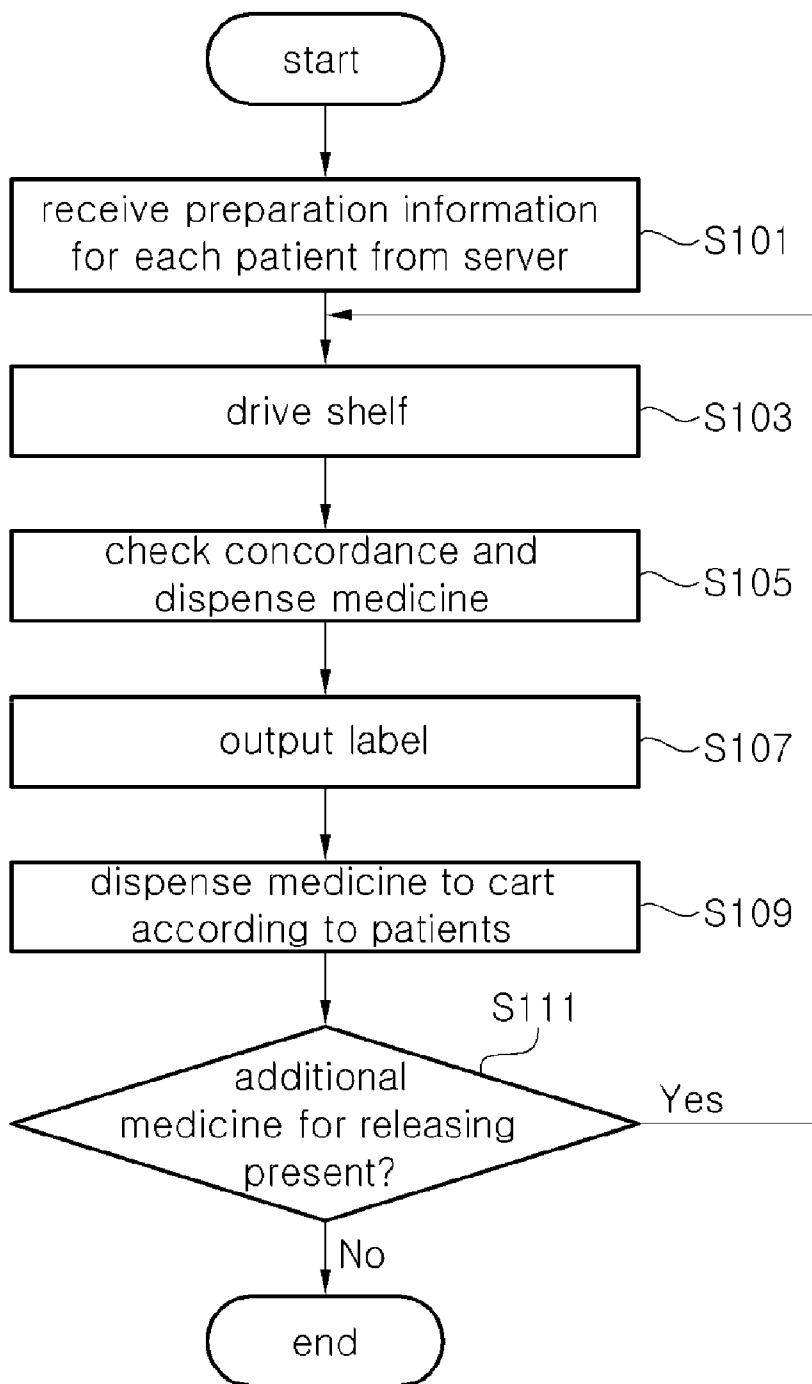 start
receive preparation information
for each patient from server
S101
drive shelf
S103
check concordance and
dispense medicine
S105
output label
S107
dispense medicine to cart
according to patients
S109
S111
additional
medicine for releasing
present?
Yes
No
end